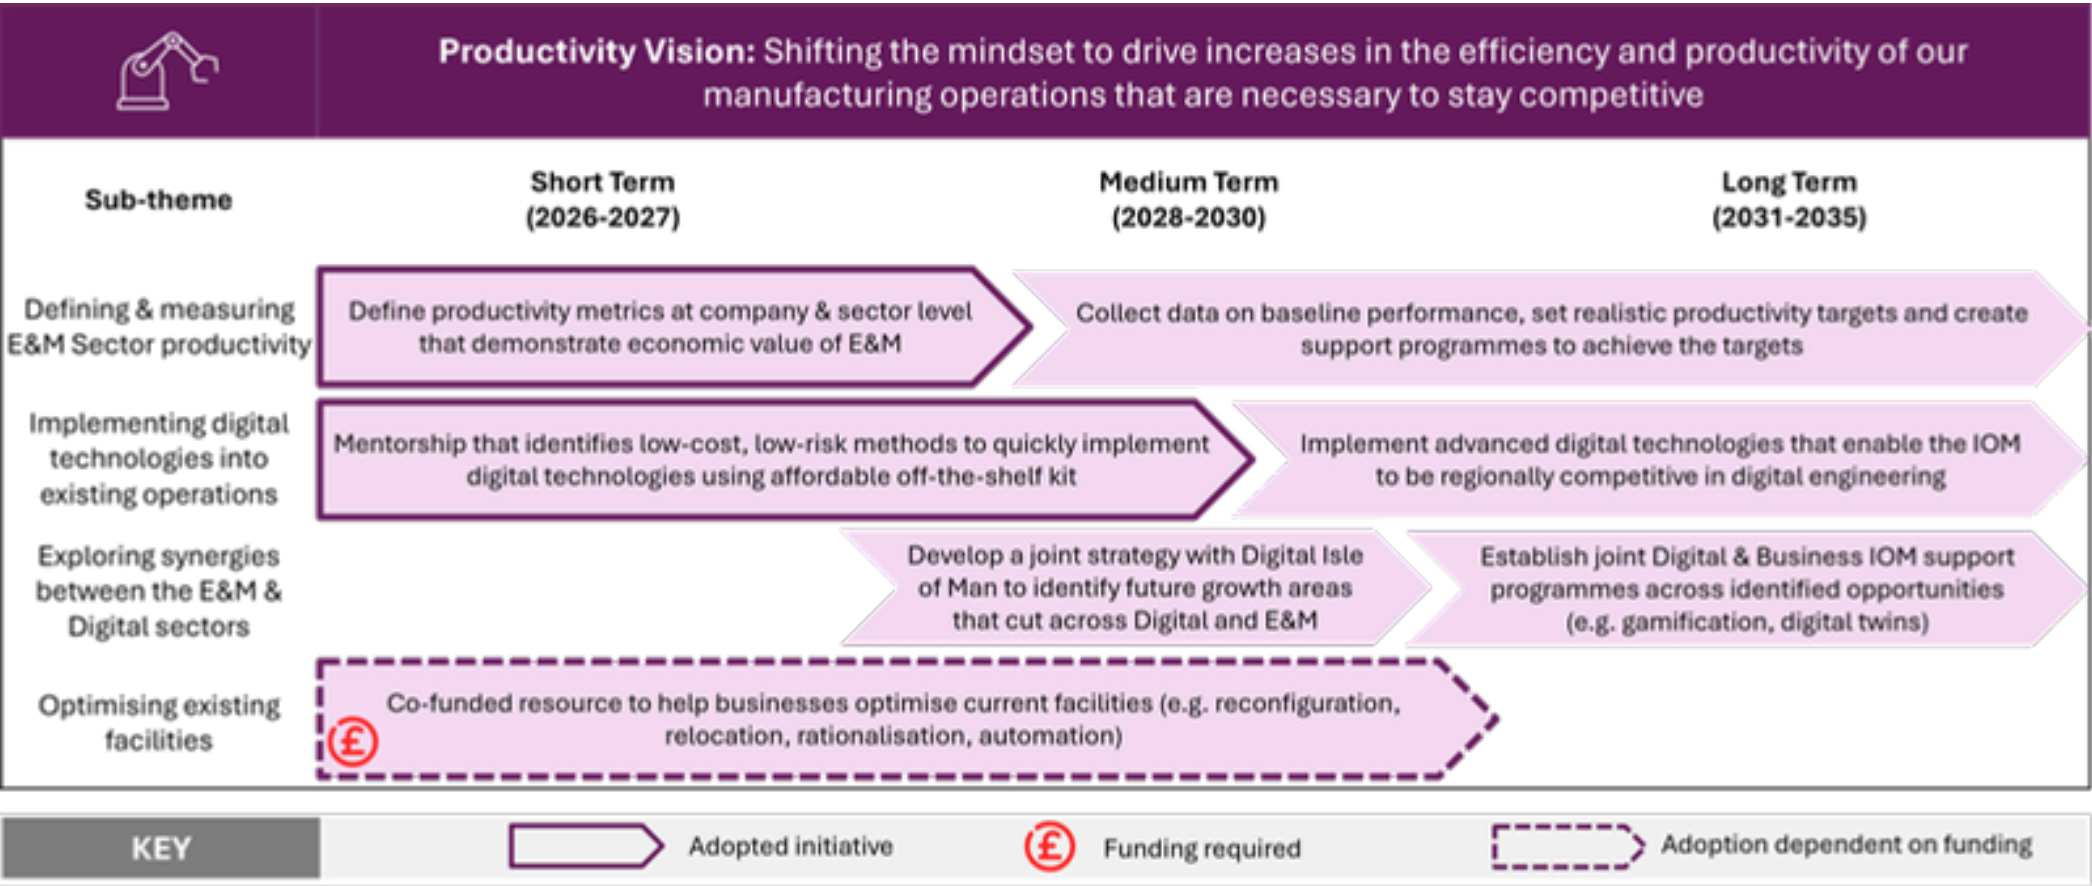 Productivity Vision: Shifting the mindset to drive increases in the efficiency and productivity of our
manufacturing operations that are necessary to stay competitive
Sub-theme
Short Term
(2026-2027)
Medium Term
(2028-2030)
Long Term
(2031-2035)
Defining & measuring
E&M Sector productivity
Define productivity metrics at company & sector level
that demonstrate economic value of E&M
Collect data on baseline performance, set realistic productivity targets and create
support programmes to achieve the targets
Implementing digital
technologies into
existing operations
Mentorship that identifies low-cost, low-risk methods to quickly implement
digital technologies using affordable off-the-shelf kit
Implement advanced digital technologies that enable the IOM
to be regionally competitive in digital engineering
Exploring synergies
between the E&M &
Digital sectors
Develop a joint strategy with Digital Isle
of Man to identify future growth areas
that cut across Digital and E&M
Establish joint Digital & Business IOM support
programmes across identified opportunities
(e.g. gamification, digital twins)
Optimising existing
facilities
£
Co-funded resource to help businesses optimise current facilities (e.g. reconfiguration,
relocation, rationalisation, automation)
KEY
Adopted initiative
£
Funding required
Adoption dependent on funding